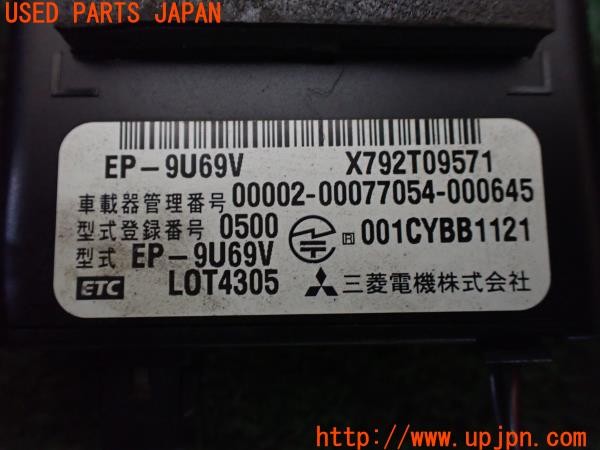 USED PARTS JAPAN
EP-9U69V X792T09571
車載器管理番号 00002-00077054-000645
型式登録番号 0500
R 001CYBB1121
型式 EP-9U69V
ETC LOT4305 三菱電機株式会社
http://www.upjpn.com/